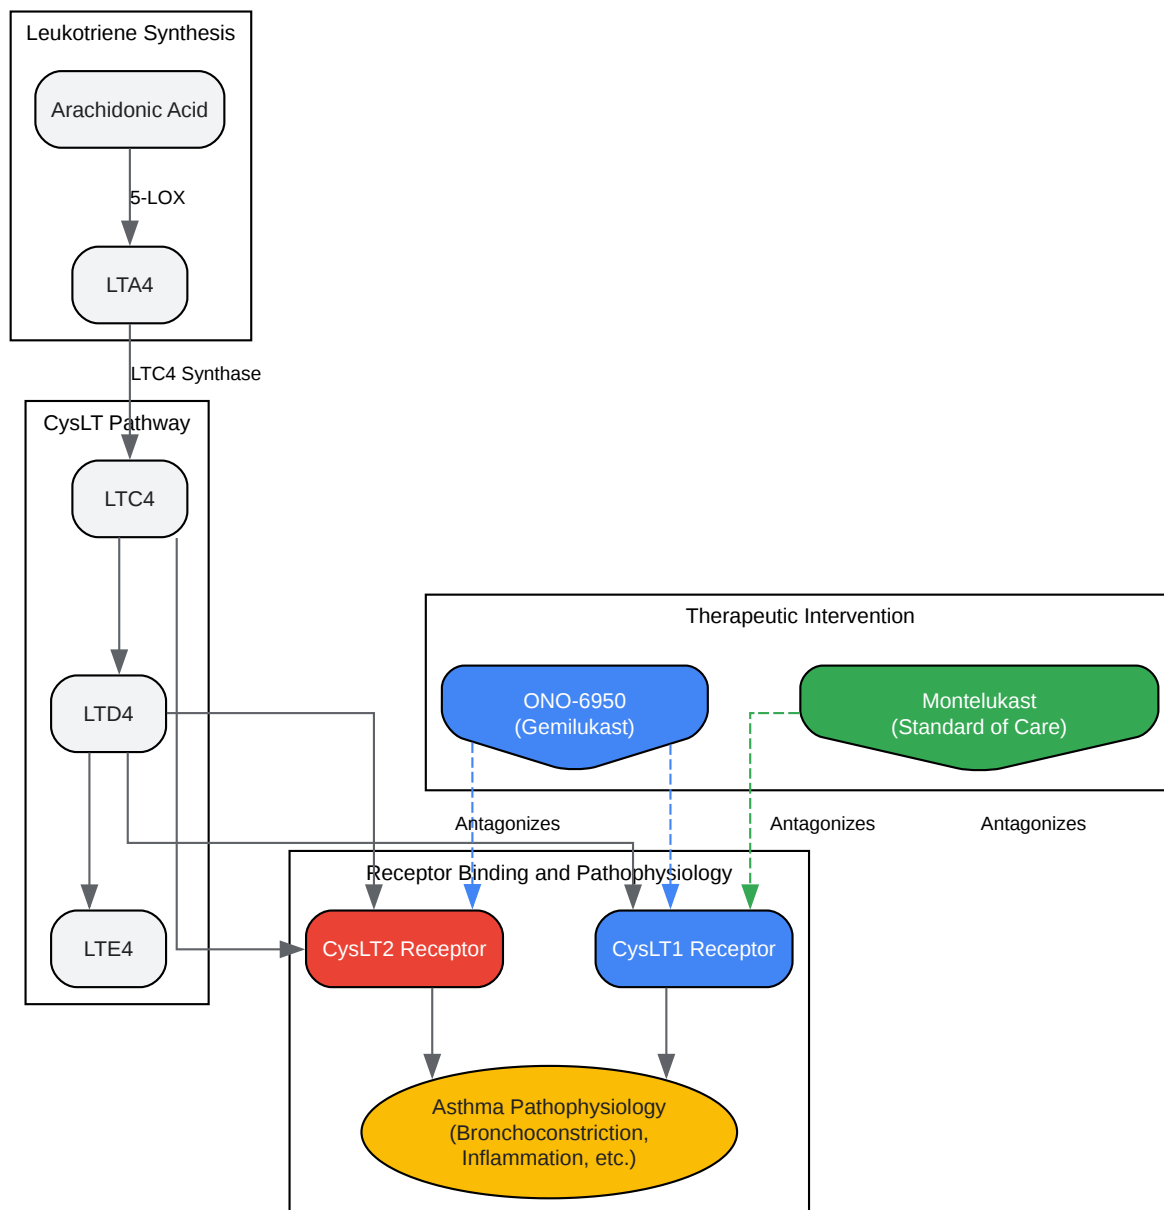 Leukotriene Synthesis
Arachidonic Acid
5-LOX
LTA4
LTC4 Synthase
CysLT Pathway
LTC4
LTD4
LTE4
Therapeutic Intervention
ONO-6950
(Gemilukast)
Montelukast
(Standard of Care)
Antagonizes
Antagonizes
Antagonizes
Receptor Binding and Pathophysiology
CysLT2 Receptor
CysLT1 Receptor
Asthma Pathophysiology
(Bronchoconstriction,
Inflammation, etc.)